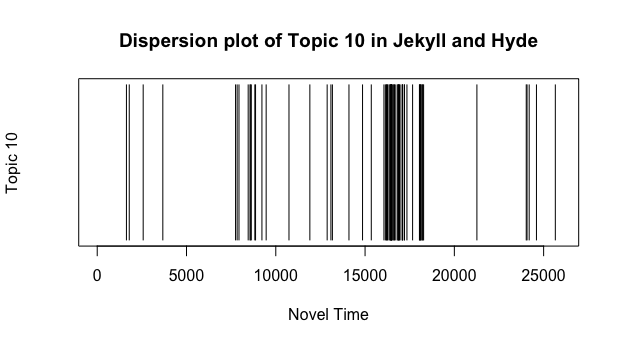 Dispersion plot of Topic 10 in Jekyll and Hyde
Topic 10
0 5000 10000 15000 20000 25000
Novel Time